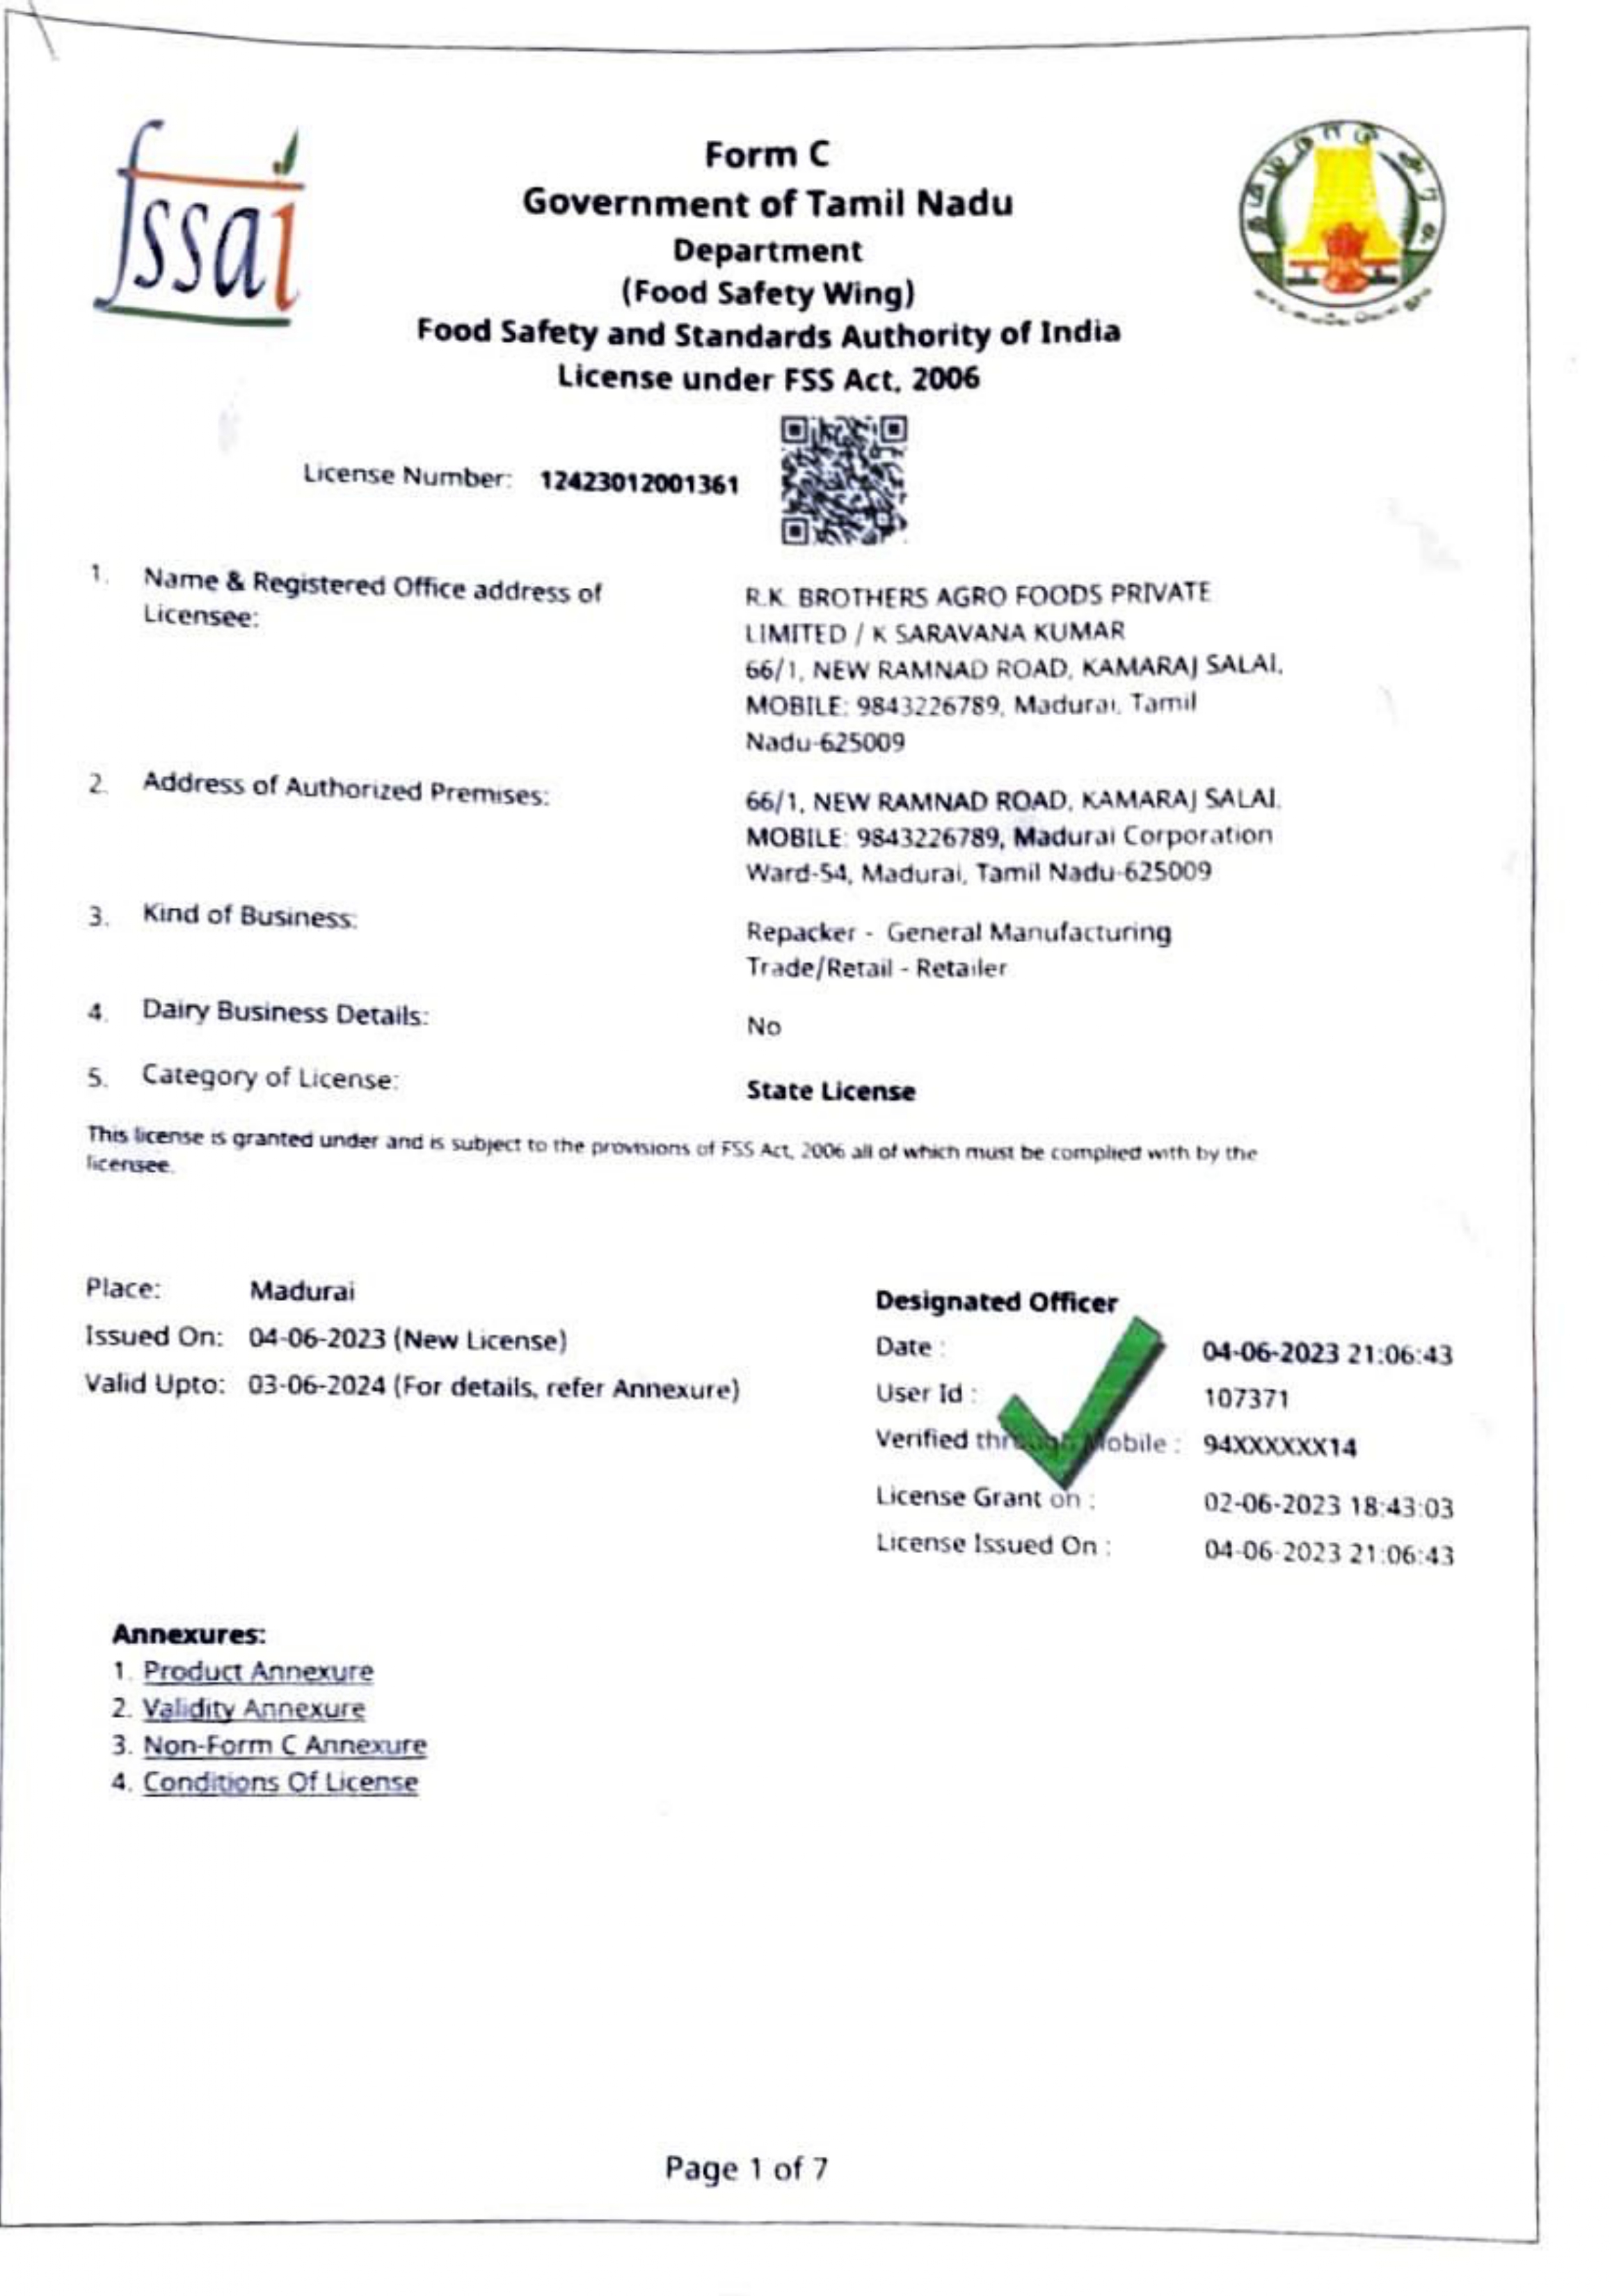 fssai
Form C
Government of Tamil Nadu
Department
(Food Safety Wing)
Food Safety and Standards Authority of India
License under FSS Act, 2006
License Number: 12423012001361
1. Name & Registered Office address of
Licensee:
R.K. BROTHERS AGRO FOODS PRIVATE
LIMITED / K SARAVANA KUMAR
66/1, NEW RAMNAD ROAD, KAMARAJ SALAI,
MOBILE: 9843226789, Madurai, Tamil
Nadu-625009
2. Address of Authorized Premises:
66/1, NEW RAMNAD ROAD, KAMARAJ SALAI,
MOBILE: 9843226789, Madurai Corporation
Ward-54, Madurai, Tamil Nadu-625009
3. Kind of Business:
Repacker - General Manufacturing
Trade/Retail - Retailer
4. Dairy Business Details:
No
5. Category of License:
State License
This license is granted under and is subject to the provisions of FSS Act, 2006 all of which must be complied with by the
licensee.
Place: Madurai
Issued On: 04-06-2023 (New License)
Valid Upto: 03-06-2024 (For details, refer Annexure)
Designated Officer
Date : 04-06-2023 21:06:43
User Id : 107371
Verified through Mobile : 94XXXXXX14
License Grant on : 02-06-2023 18:43:03
License Issued On : 04-06-2023 21:06:43
Annexures:
1. Product Annexure
2. Validity Annexure
3. Non-Form C Annexure
4. Conditions Of License
Page 1 of 7